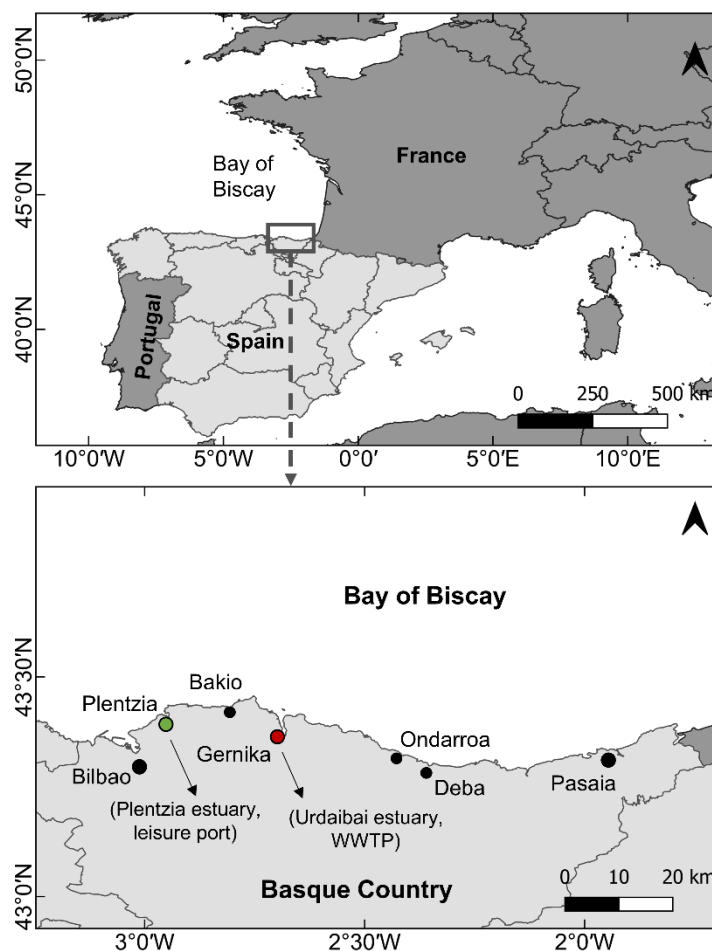 50°0′N
45°0′N
40°0′N
Bay of
Biscay
France
Portugal
Spain
0 250 500 km
10°0′W 5°0′W 0°0′ 5°0′E 10°0′E
Bay of Biscay
43°30′N
43°0′N
Bakio
Plentzia
Gernika
Ondarroa
Bilbao
Deba
Pasaia
(Plentzia estuary,
leisure port)
(Urdaibai estuary,
WWTP)
Basque Country
0 10 20 km
3°0′W 2°30′W 2°0′W